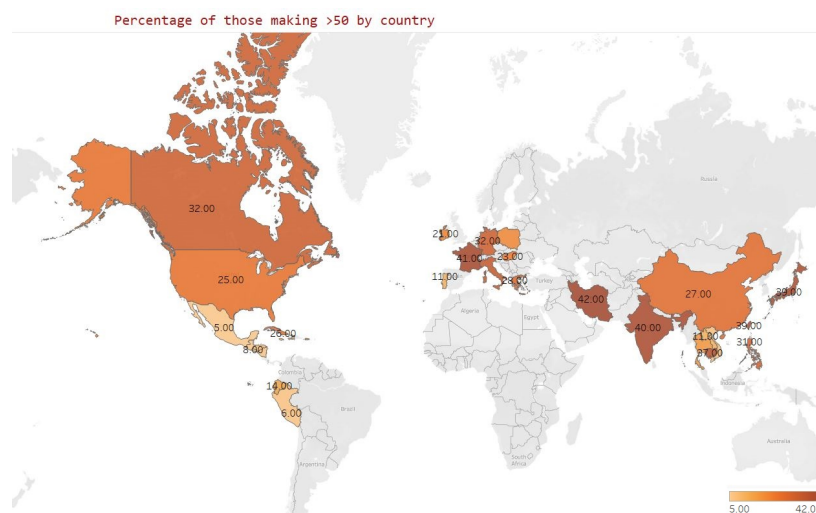 Percentage of those making >50 by country
Russia
32.00
21.00
32.00
41.00
23.00
25.00
11.00
28.00
Turkey
42.00
27.00
39.00
5.00
26.00
8.00
Algeria
Egypt
40.00
39.00
11.00
31.00
37.00
Colombia
14.00
6.00
Brazil
Indonesia
South
Africa
Australia
Argentina
5.00
42.0